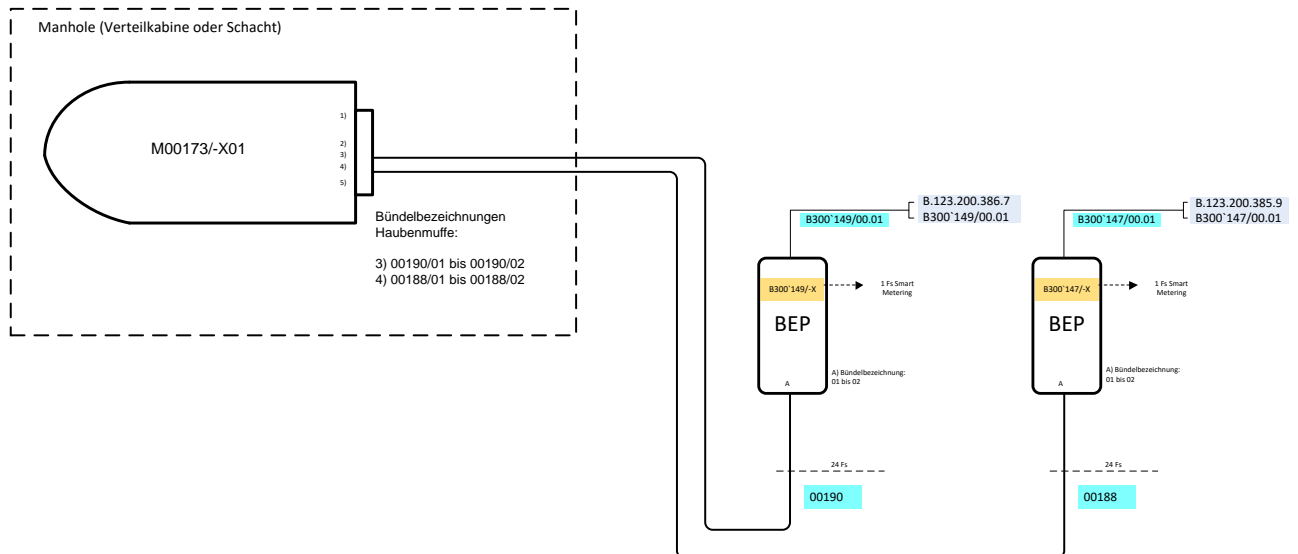 Manhole (Verteilkabine oder Schacht)
M00173/-X01
1)
2)
3)
4)
5)
Bündelbezeichnungen
Haubenmuffe:
3) 00190/01 bis 00190/02
4) 00188/01 bis 00188/02
B300`149/00.01
B.123.200.386.7
B300`149/00.01
B300`149/-X
1 Fs Smart
Metering
BEP
A) Bündelbezeichnung:
01 bis 02
A
24 Fs
00190
B300`147/00.01
B.123.200.385.9
B300`147/00.01
B300`147/-X
1 Fs Smart
Metering
BEP
A) Bündelbezeichnung:
01 bis 02
A
24 Fs
00188